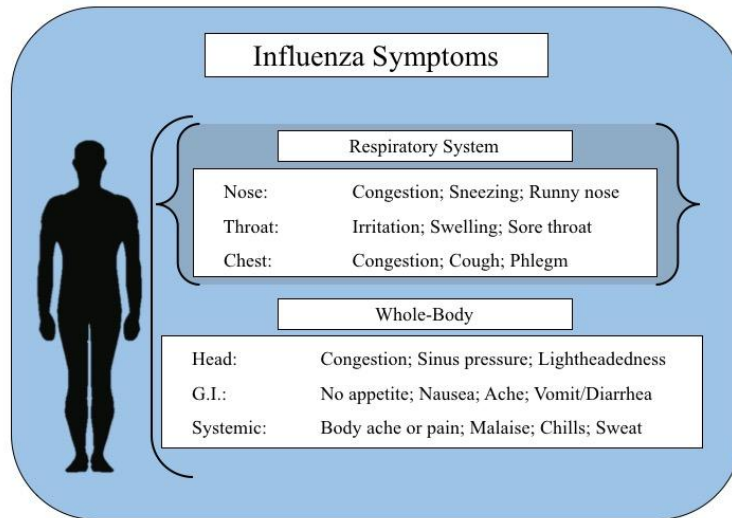 Influenza Symptoms
Respiratory System
Nose: Congestion; Sneezing; Runny nose
Throat: Irritation; Swelling; Sore throat
Chest: Congestion; Cough; Phlegm
Whole-Body
Head: Congestion; Sinus pressure; Lightheadedness
G.I.: No appetite; Nausea; Ache; Vomit/Diarrhea
Systemic: Body ache or pain; Malaise; Chills; Sweat